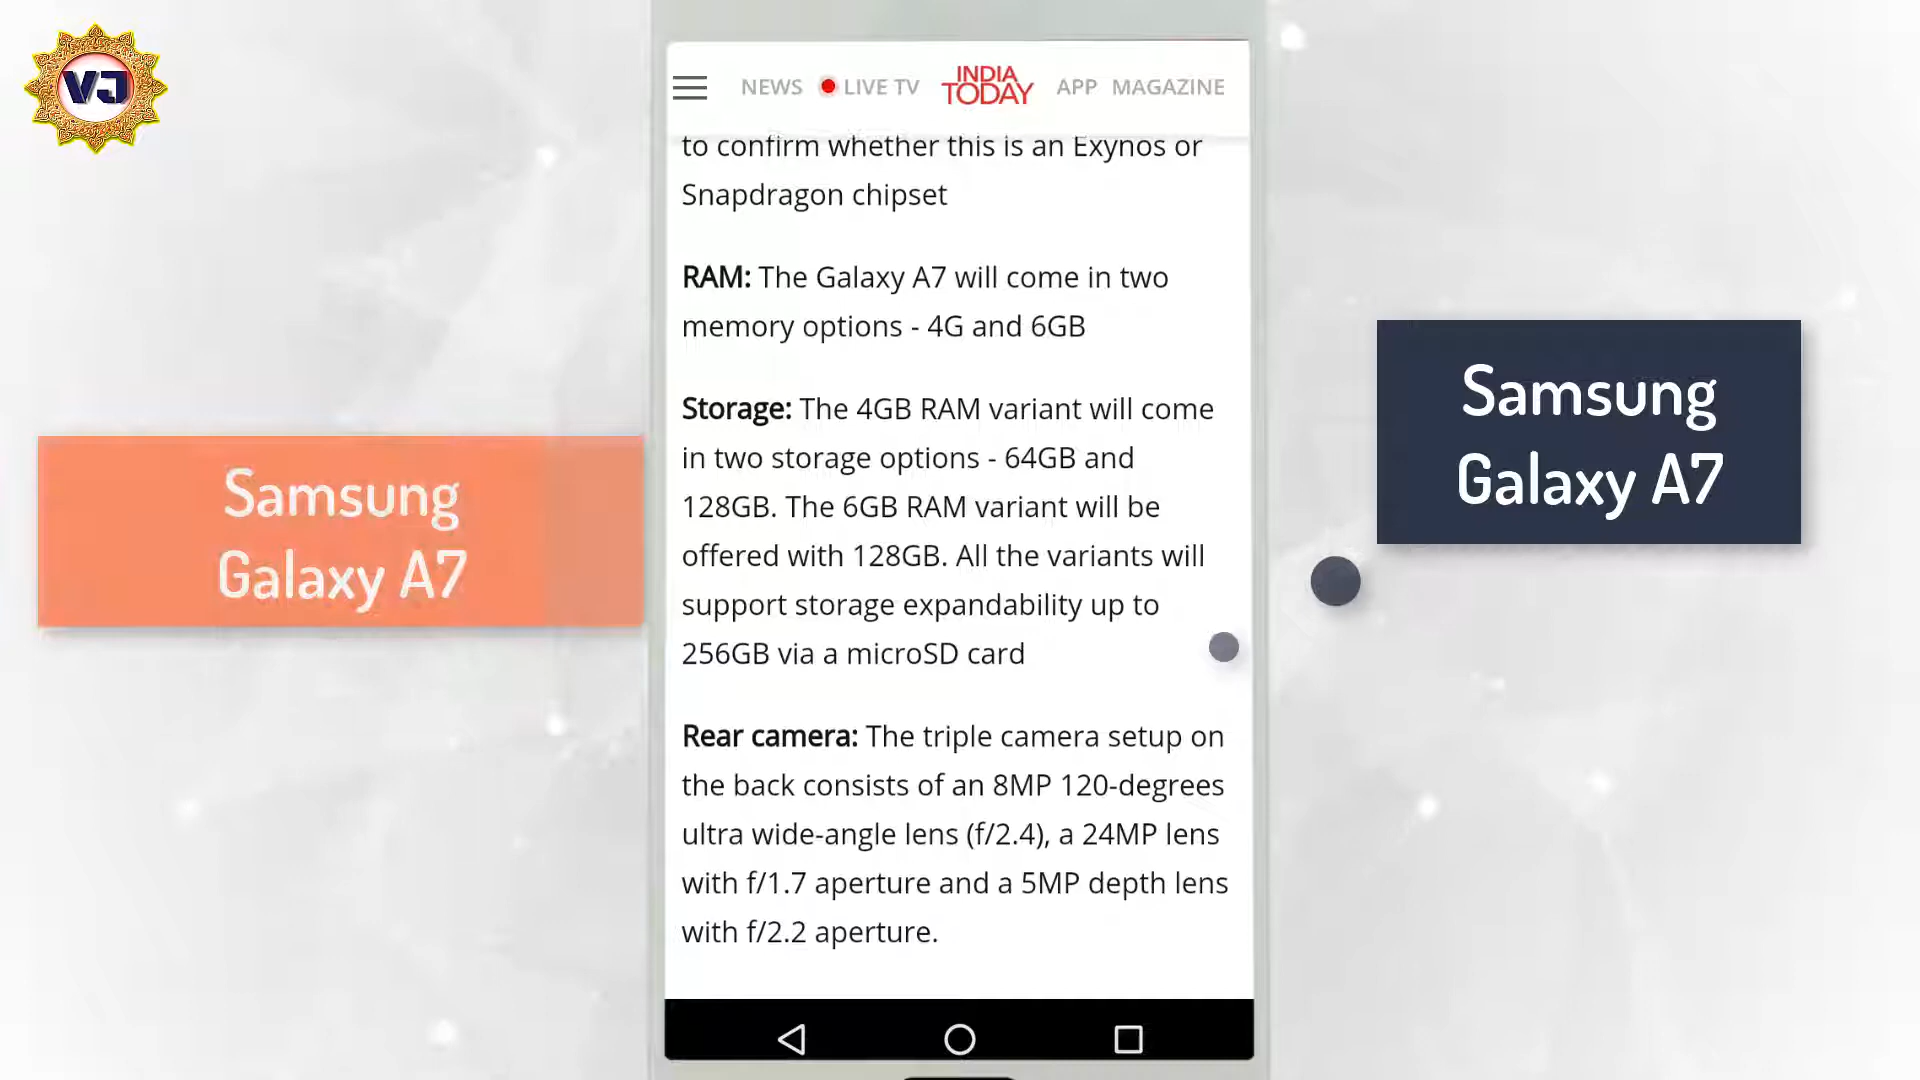 VJ
NEWS LIVE TV INDIA TODAY APP MAGAZINE
to confirm whether this is an Exynos or
Snapdragon chipset
RAM: The Galaxy A7 will come in two
memory options - 4G and 6GB
Storage: The 4GB RAM variant will come
in two storage options - 64GB and
128GB. The 6GB RAM variant will be
offered with 128GB. All the variants will
support storage expandability up to
256GB via a microSD card
Rear camera: The triple camera setup on
the back consists of an 8MP 120-degrees
ultra wide-angle lens (f/2.4), a 24MP lens
with f/1.7 aperture and a 5MP depth lens
with f/2.2 aperture.
Samsung
Galaxy A7
Samsung
Galaxy A7